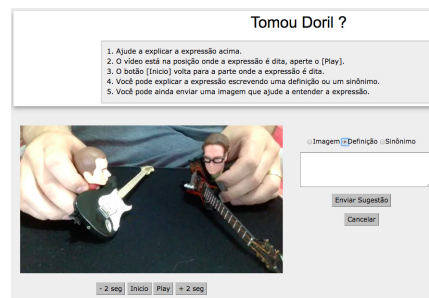 Tomou Doril ?
1. Ajude a explicar a expressão acima.
2. O vídeo está na posição onde a expressão é dita, aperte o [Play].
3. O botão [Inicio] volta para a parte onde a expressão é dita.
4. Você pode explicar a expressão escrevendo uma definição ou um sinônimo.
5. Você pode ainda enviar uma imagem que ajude a entender a expressão.
Imagem Definição Sinônimo
Enviar Sugestão
Cancelar
- 2 seg Inicio Play + 2 seg